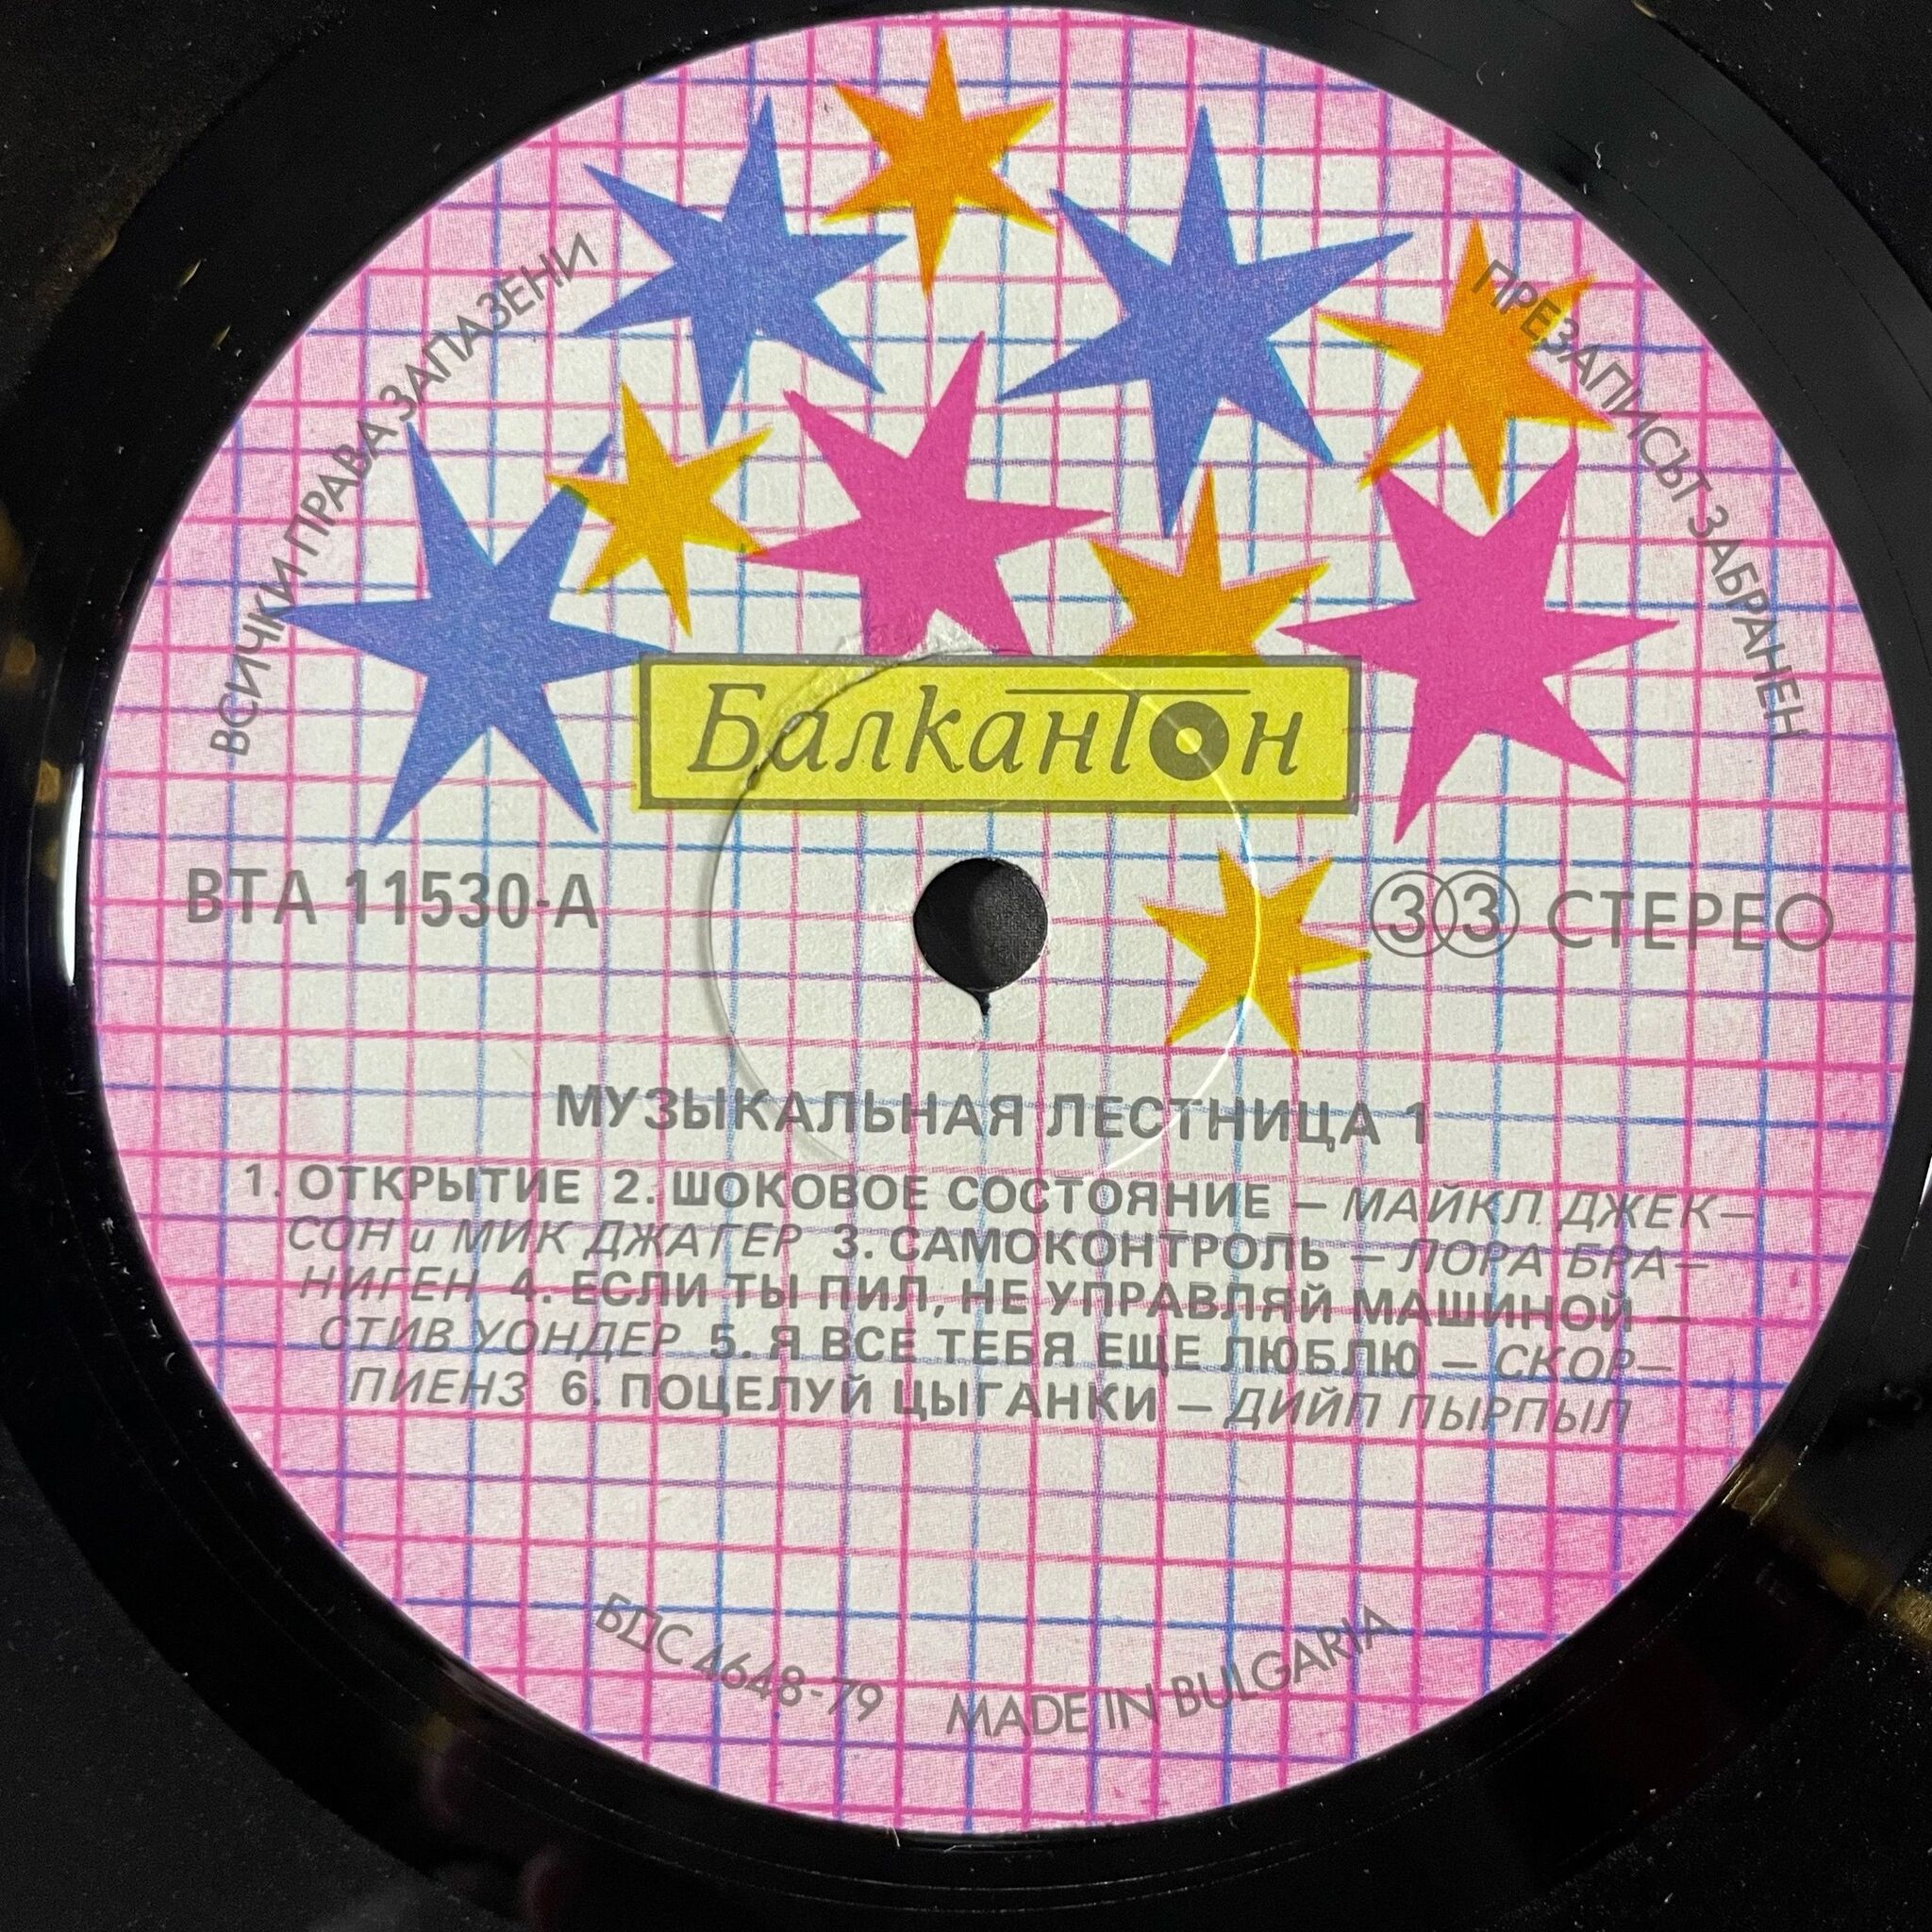 ВСИЧКИ ПРАВА ЗАПАЗЕНИ
ПРЕЗАПИСЪТ ЗАБРАНЕН
Балкантон
ВТА 11530-А
33 СТЕРЕО
МУЗЫКАЛЬНАЯ ЛЕСТНИЦА 1
1. ОТКРЫТИЕ 2. ШОКОВОЕ СОСТОЯНИЕ – МАЙКЛ ДЖЕК–
СОН и МИК ДЖАГЕР 3. САМОКОНТРОЛЬ – ЛОРА БРА–
НИГЕН 4. ЕСЛИ ТЫ ПИЛ, НЕ УПРАВЛЯЙ МАШИНОЙ –
СТИВ УОНДЕР 5. Я ВСЕ ТЕБЯ ЕЩЕ ЛЮБЛЮ – СКОР–
ПИЕНЗ 6. ПОЦЕЛУЙ ЦЫГАНКИ – ДИЙП ПЫРПЫЛ
БДС 4648-79 MADE IN BULGARIA